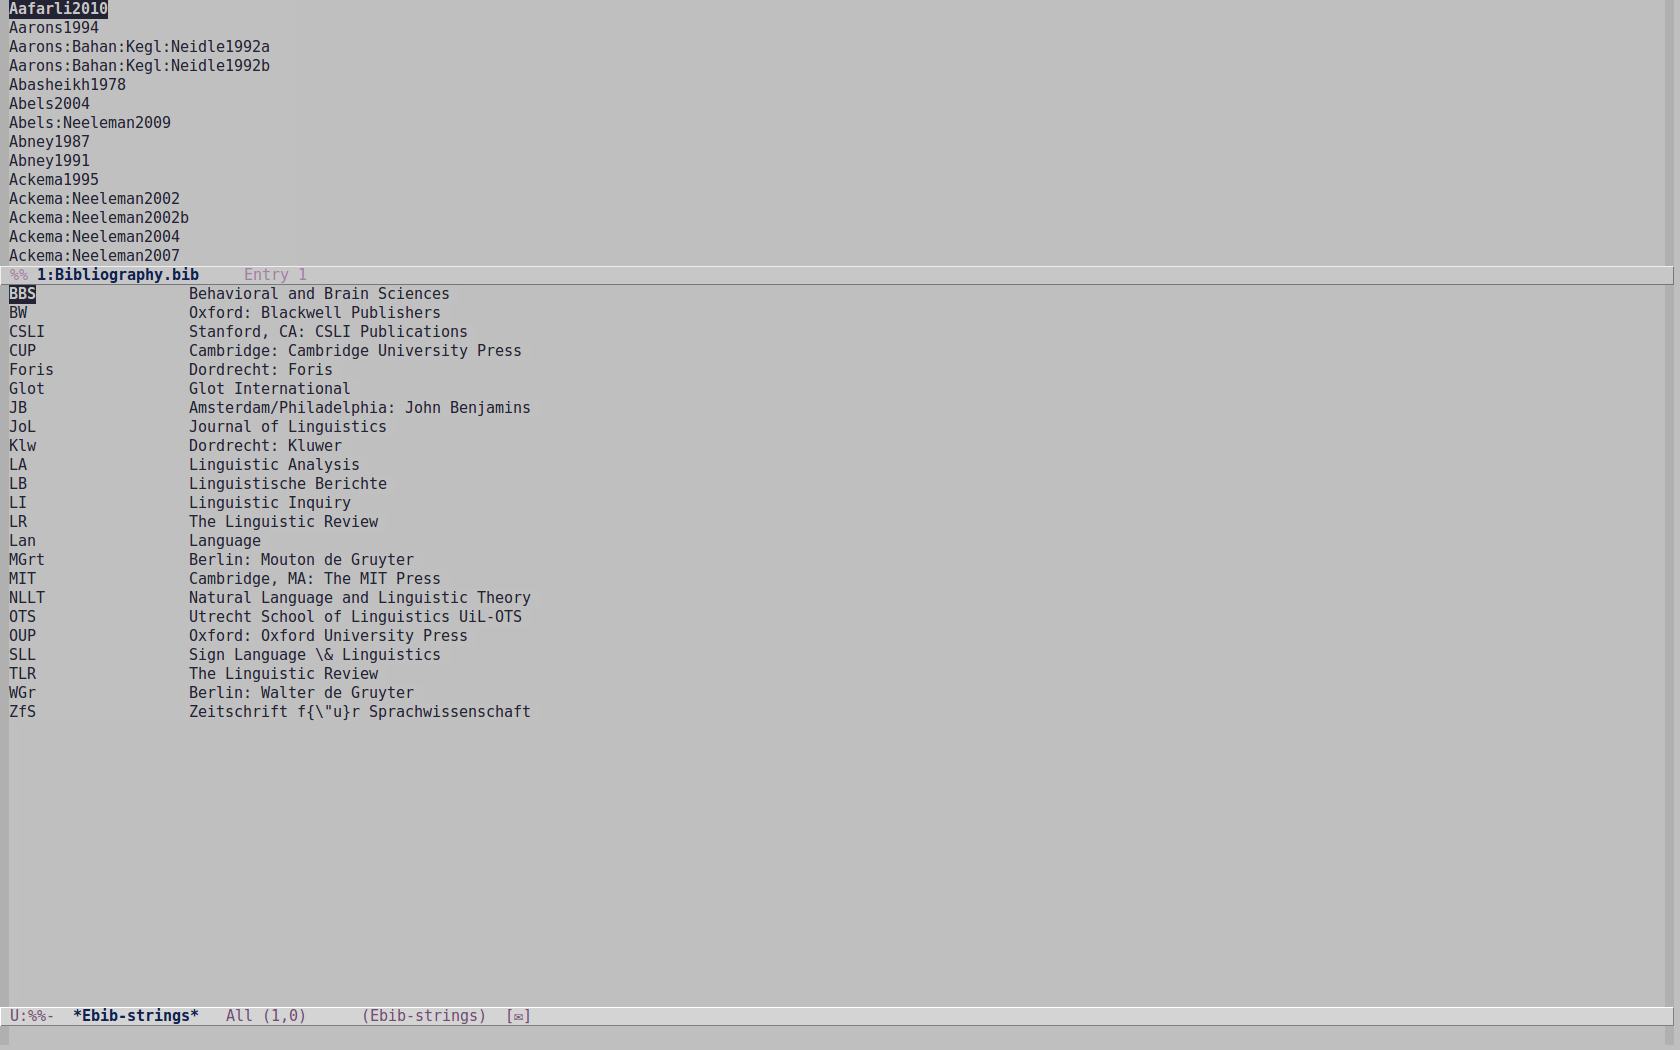 Aafarli2010
Aarons1994
Aarons:Bahan:Kegl:Neidle1992a
Aarons:Bahan:Kegl:Neidle1992b
Abasheikh1978
Abels2004
Abels:Neeleman2009
Abney1987
Abney1991
Ackema1995
Ackema:Neeleman2002
Ackema:Neeleman2002b
Ackema:Neeleman2004
Ackema:Neeleman2007
%% 1:Bibliography.bib     Entry 1
BBS                 Behavioral and Brain Sciences
BW                  Oxford: Blackwell Publishers
CSLI                Stanford, CA: CSLI Publications
CUP                 Cambridge: Cambridge University Press
Foris               Dordrecht: Foris
Glot                Glot International
JB                  Amsterdam/Philadelphia: John Benjamins
JoL                 Journal of Linguistics
Klw                 Dordrecht: Kluwer
LA                  Linguistic Analysis
LB                  Linguistische Berichte
LI                  Linguistic Inquiry
LR                  The Linguistic Review
Lan                 Language
MGrt                Berlin: Mouton de Gruyter
MIT                 Cambridge, MA: The MIT Press
NLLT                Natural Language and Linguistic Theory
OTS                 Utrecht School of Linguistics UiL-OTS
OUP                 Oxford: Oxford University Press
SLL                 Sign Language \& Linguistics
TLR                 The Linguistic Review
WGr                 Berlin: Walter de Gruyter
ZfS                 Zeitschrift f{\"u}r Sprachwissenschaft
U:%%-  *Ebib-strings*   All (1,0)      (Ebib-strings)  [✉]